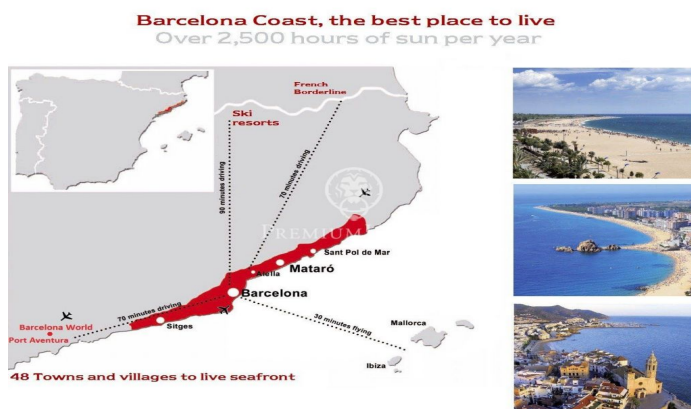 Barcelona Coast, the best place to live
Over 2,500 hours of sun per year
French
Borderline
Ski
resorts
90 minutes driving
70 minutes driving
PREMIUM
Sant Pol de Mar
Mataró
Alella
Barcelona
70 minutes driving
Barcelona World
Port Aventura
Sitges
30 minutes flying
Mallorca
Ibiza
48 Towns and villages to live seafront